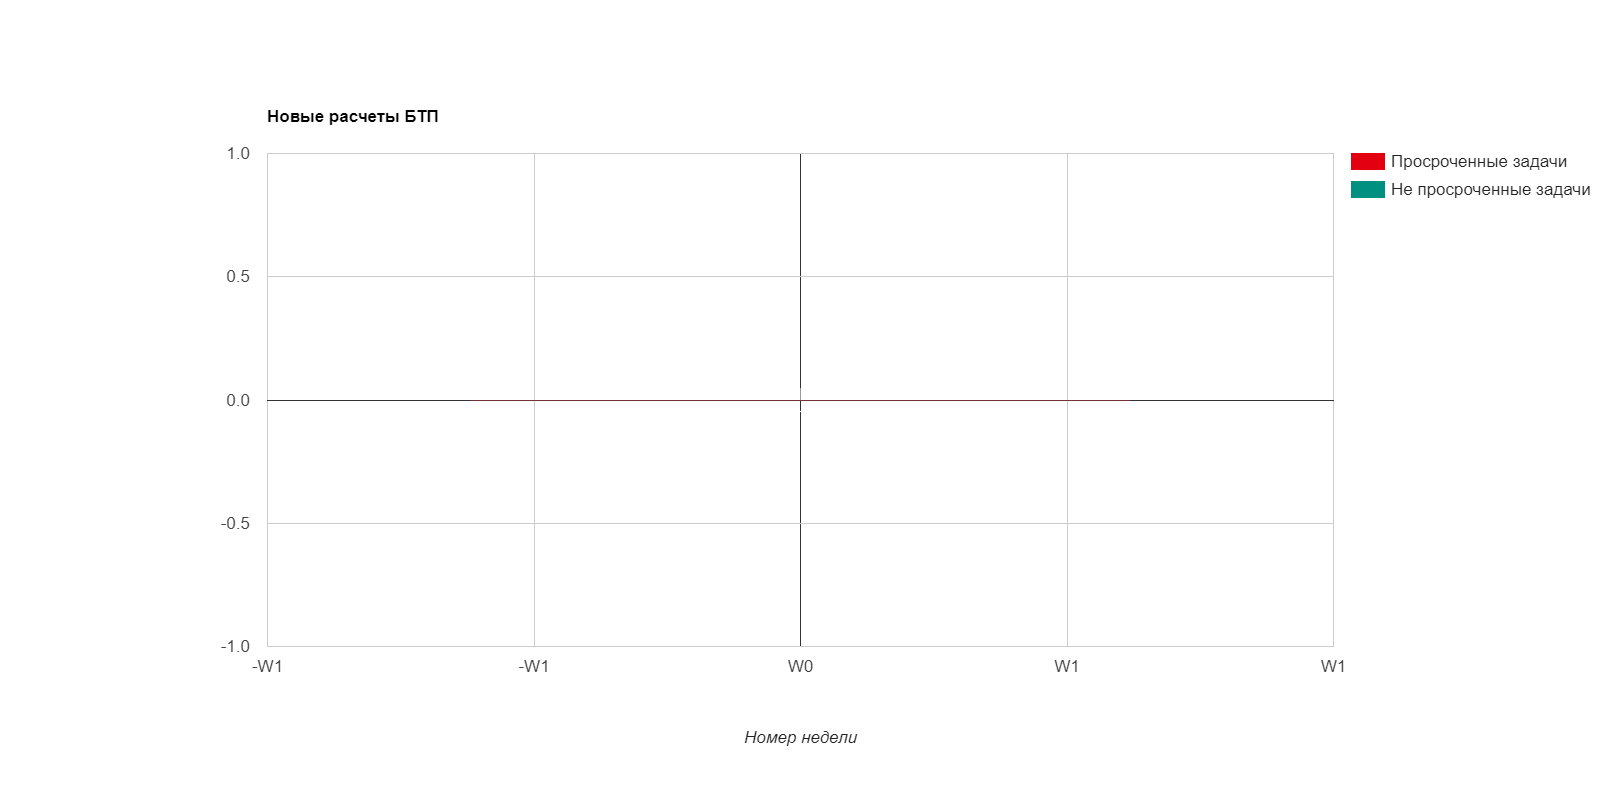 Новые расчеты БТП
1.0
0.5
0.0
-0.5
-1.0
-W1
-W1
W0
W1
W1
Номер недели
Просроченные задачи
Не просроченные задачи